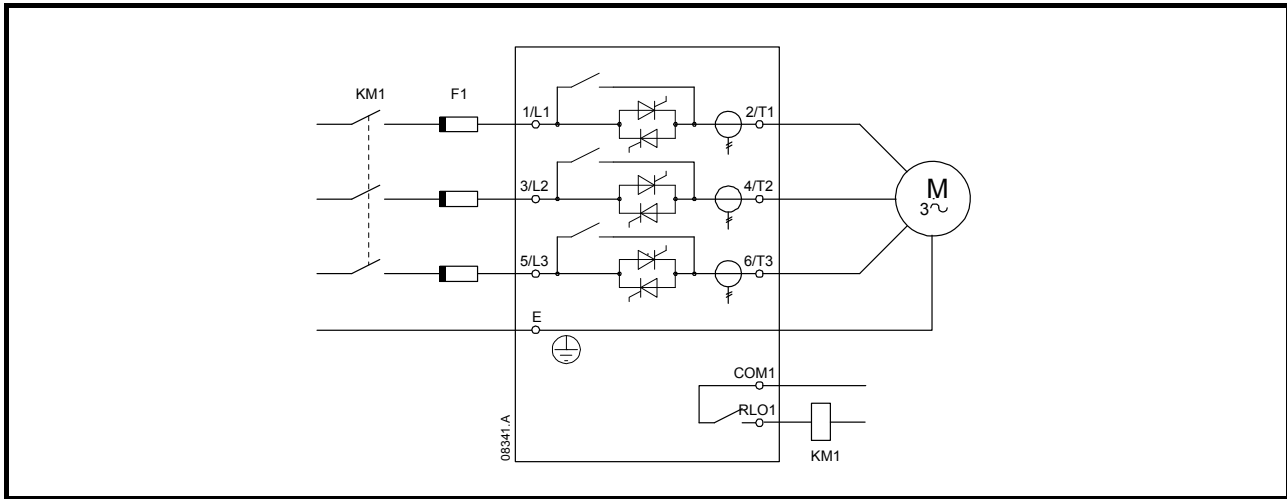 KM1
F1
1/L1
2/T1
3/L2
4/T2
M
3~
5/L3
6/T3
E
COM1
RLO1
KM1
08341.A